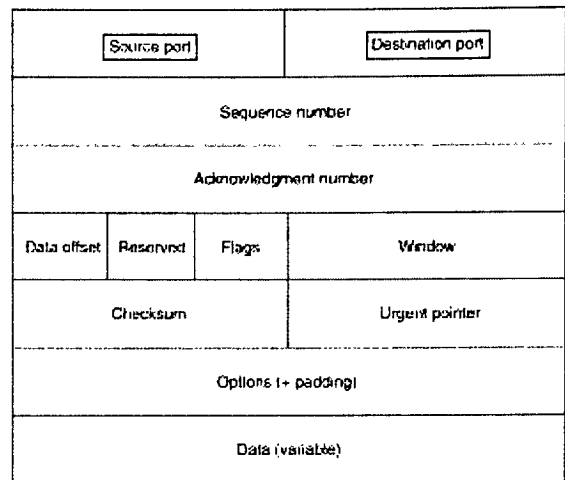 Source port Destination port
Sequence number
Acknowledgment number
Data offset Reserved Flags Window
Checksum Urgent pointer
Options (+ padding)
Data (variable)